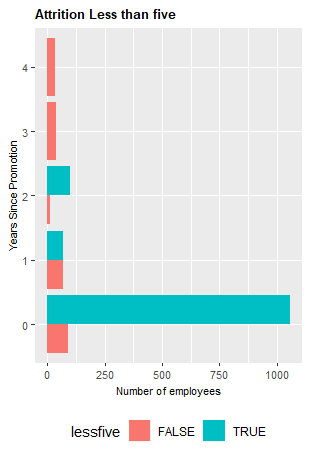 Attrition Less than five
Years Since Promotion
4
3
2
1
0
0 250 500 750 1000
Number of employees
lessfive FALSE TRUE